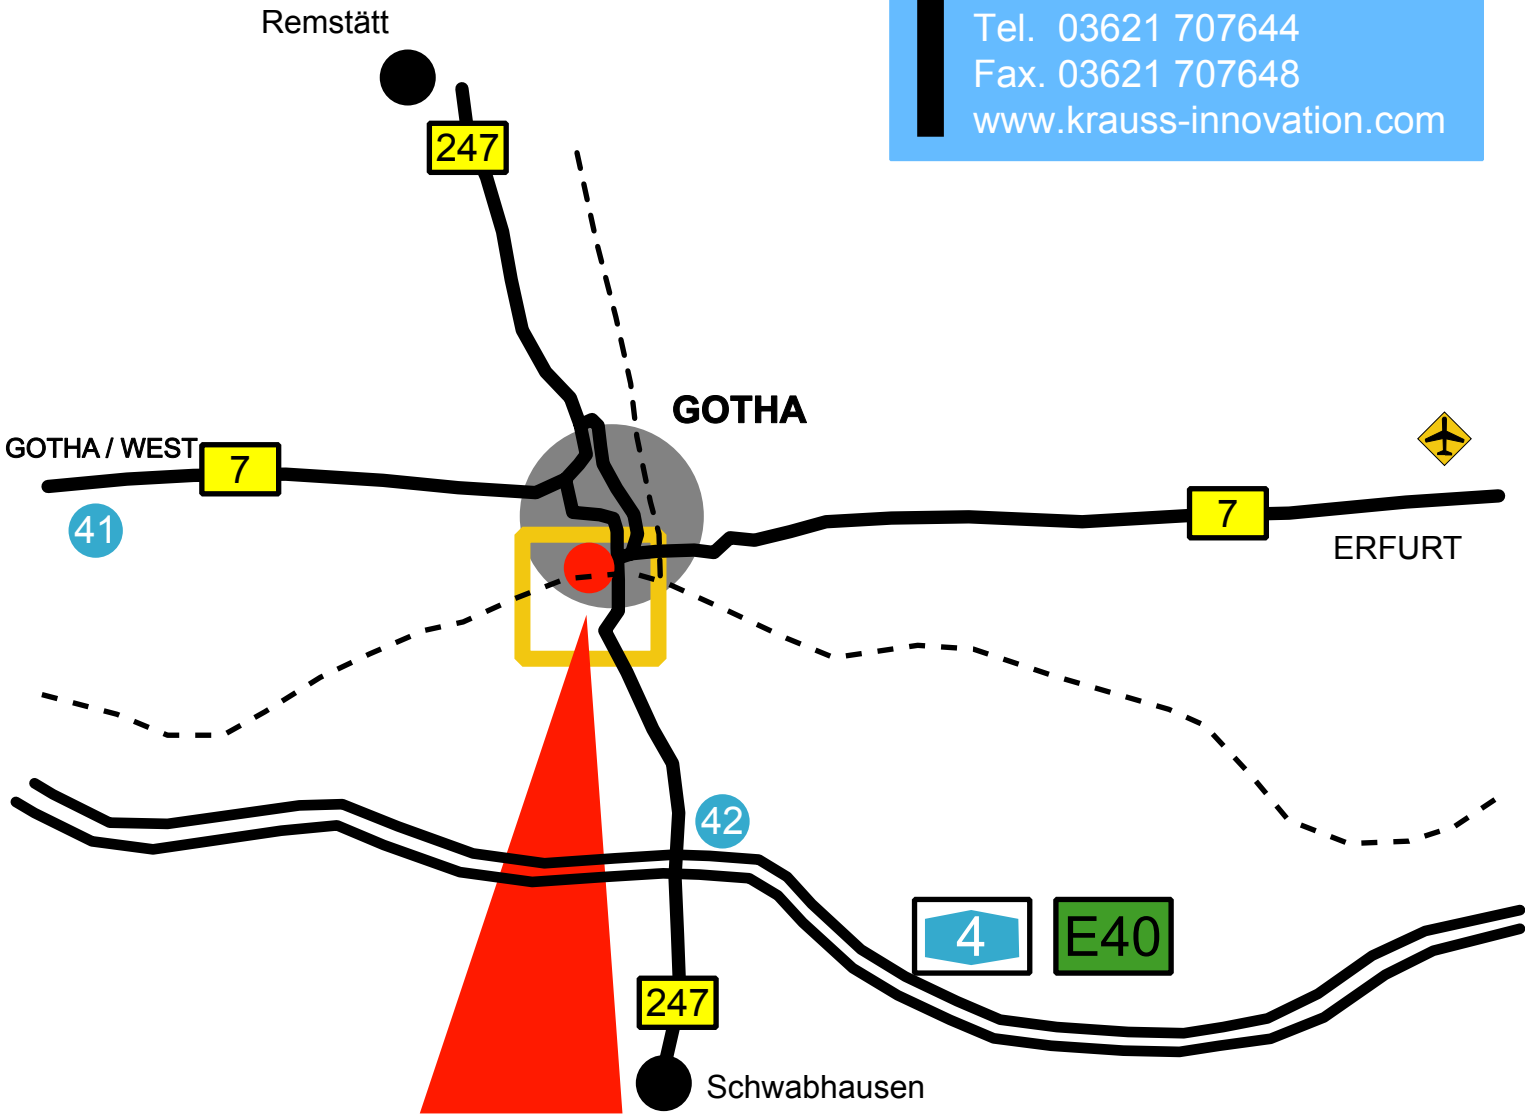 Remstätt
Tel. 03621 707644
Fax. 03621 707648
www.krauss-innovation.com
247
GOTHA
GOTHA / WEST
7
41
7
ERFURT
42
4
E40
247
Schwabhausen